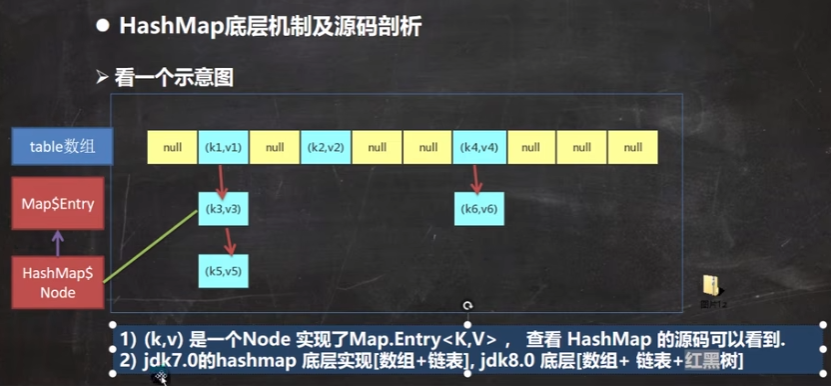 ● HashMap底层机制及源码剖析
➢ 看一个示意图
table数组
null (k1,v1) null (k2,v2) null null (k4,v4) null null null
Map$Entry
(k3,v3) (k6,v6)
HashMap$
Node
(k5,v5)
1) (k,v) 是一个Node 实现了Map.Entry<K,V> , 查看 HashMap 的源码可以看到.
2) jdk7.0的hashmap 底层实现[数组+链表], jdk8.0 底层[数组+ 链表+红黑树]